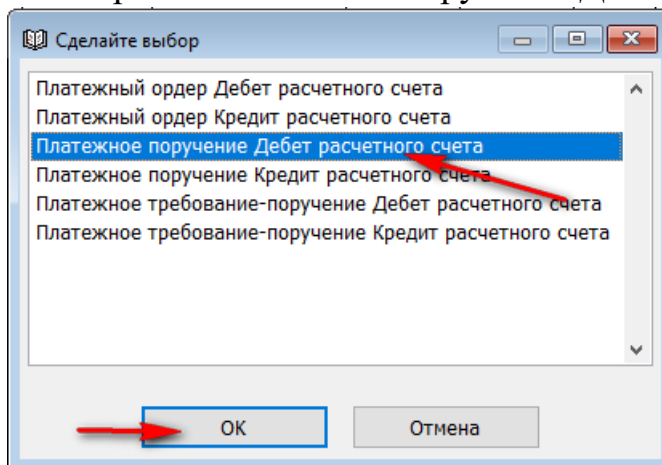 Сделайте выбор
Платежный ордер Дебет расчетного счета
Платежный ордер Кредит расчетного счета
Платежное поручение Дебет расчетного счета
Платежное поручение Кредит расчетного счета
Платежное требование-поручение Дебет расчетного счета
Платежное требование-поручение Кредит расчетного счета
OK
Отмена